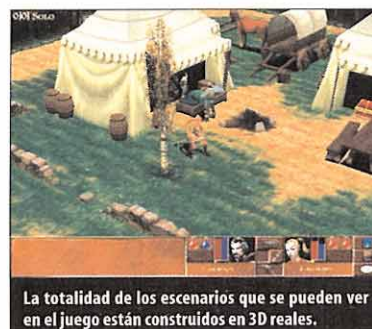 La totalidad de los escenarios que se pueden ver
en el juego están construidos en 3D reales.